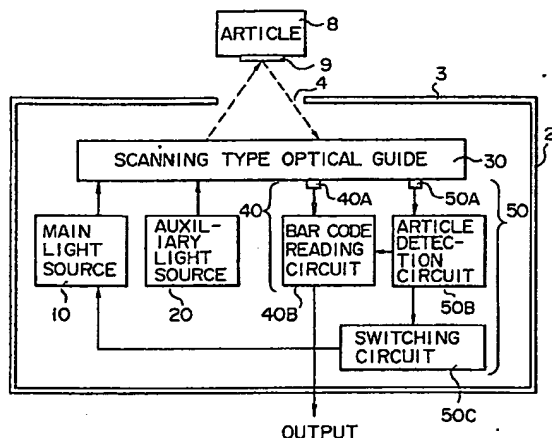 ARTICLE
8
9
4
3
2
SCANNING TYPE OPTICAL GUIDE
30
40
40A
50A
50
MAIN
LIGHT
SOURCE
10
AUXIL-
IARY
LIGHT
SOURCE
20
BAR CODE
READING
CIRCUIT
40B
ARTICLE
DETEC-
TION
CIRCUIT
50B
SWITCHING
CIRCUIT
50C
OUTPUT